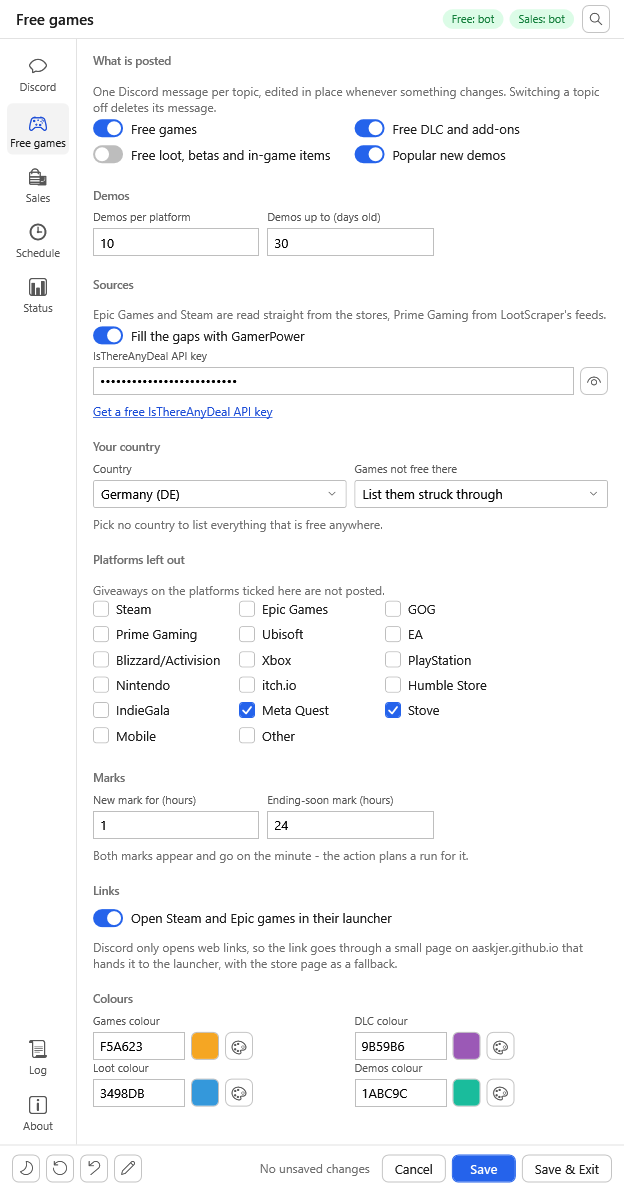 Free games
Free: bot
Sales: bot
Discord
Free games
Sales
Schedule
Status
Log
About
What is posted
One Discord message per topic, edited in place whenever something changes. Switching a topic
off deletes its message.
Free games
Free DLC and add-ons
Free loot, betas and in-game items
Popular new demos
Demos
Demos per platform
Demos up to (days old)
10
30
Sources
Epic Games and Steam are read straight from the stores, Prime Gaming from LootScraper's feeds.
Fill the gaps with GamerPower
IsThereAnyDeal API key
••••••••••••••••••••••••••
Get a free IsThereAnyDeal API key
Your country
Country
Games not free there
Germany (DE)
List them struck through
Pick no country to list everything that is free anywhere.
Platforms left out
Giveaways on the platforms ticked here are not posted.
Steam
Epic Games
GOG
Prime Gaming
Ubisoft
EA
Blizzard/Activision
Xbox
PlayStation
Nintendo
itch.io
Humble Store
IndieGala
Meta Quest
Stove
Mobile
Other
Marks
New mark for (hours)
Ending-soon mark (hours)
1
24
Both marks appear and go on the minute - the action plans a run for it.
Links
Open Steam and Epic games in their launcher
Discord only opens web links, so the link goes through a small page on aaskjer.github.io that
hands it to the launcher, with the store page as a fallback.
Colours
Games colour
DLC colour
F5A623
9B59B6
Loot colour
Demos colour
3498DB
1ABC9C
No unsaved changes
Cancel
Save
Save & Exit